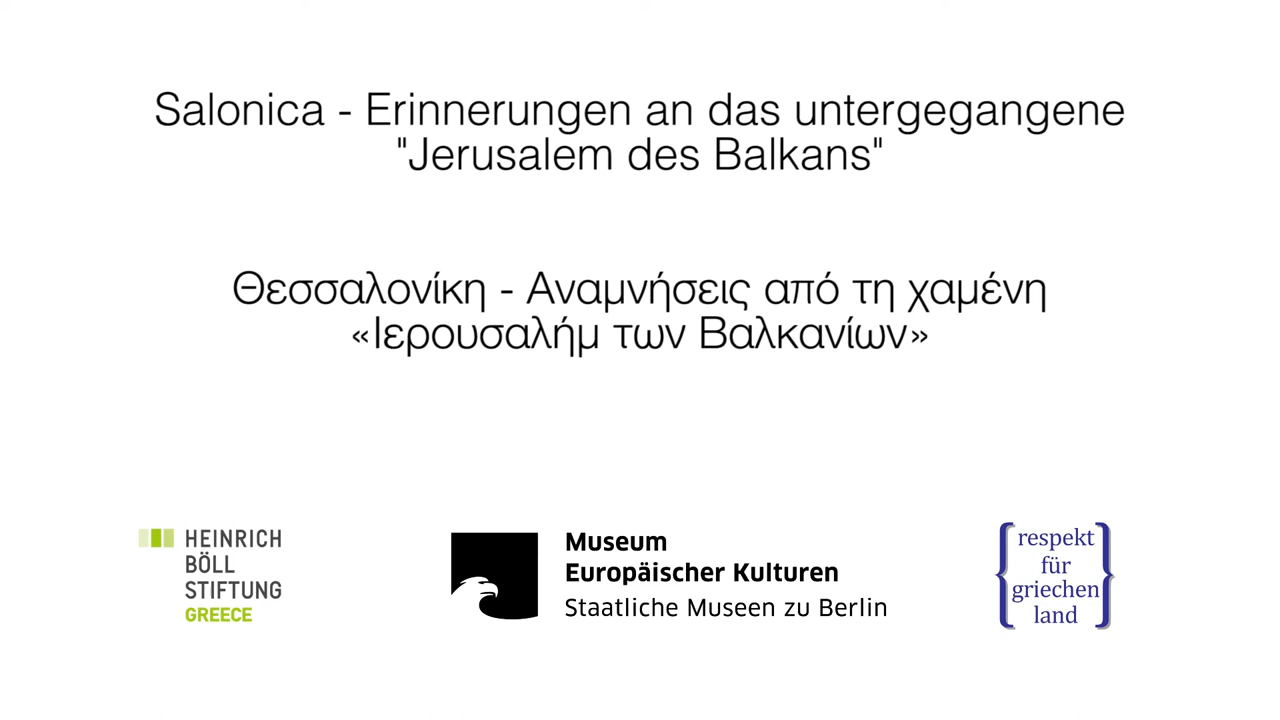 Salonica - Erinnerungen an das untergegangene
"Jerusalem des Balkans"
Θεσσαλονίκη - Αναμνήσεις από τη χαμένη
«Ιερουσαλήμ των Βαλκανίων»
HEINRICH
BÖLL
STIFTUNG
GREECE
Museum
Europäischer Kulturen
Staatliche Museen zu Berlin
respekt
für
griechen
land